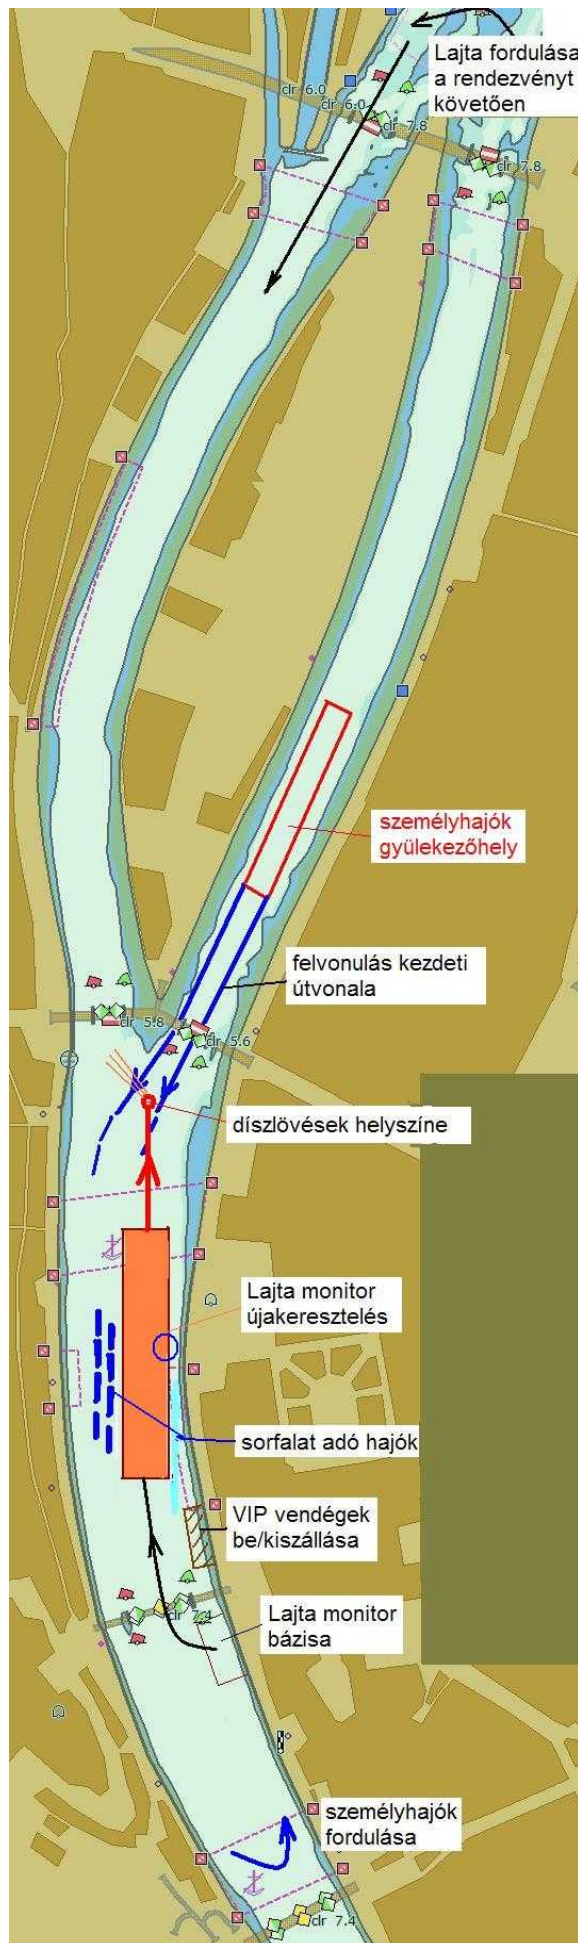 Lajta fordulása
a rendezvényt
követően
clr 6.0
clr 6.0
clr 7.8
clr 7.8
személyhajók
gyülekezőhely
felvonulás kezdeti
útvonala
clr 5.8
clr 5.6
díszlövések helyszíne
Lajta monitor
újakeresztelés
sorfalat adó hajók
VIP vendégek
be/kiszállása
clr 7.4
Lajta monitor
bázisa
személyhajók
fordulása
clr 7.4